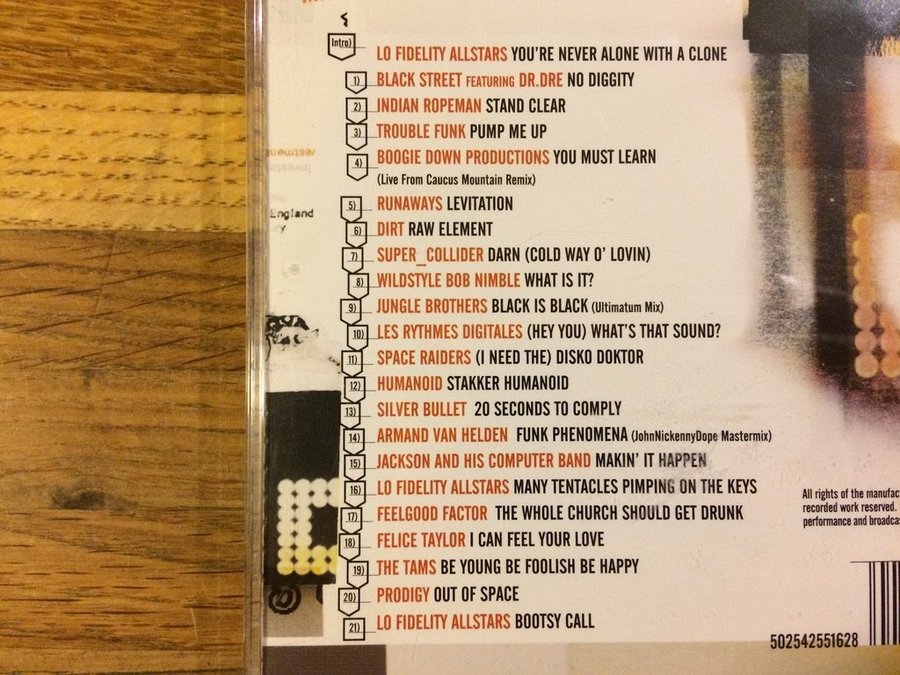 Intro)
LO FIDELITY ALLSTARS YOU'RE NEVER ALONE WITH A CLONE
1) BLACK STREET FEATURING DR.DRE NO DIGGITY
2) INDIAN ROPEMAN STAND CLEAR
3) TROUBLE FUNK PUMP ME UP
4) BOOGIE DOWN PRODUCTIONS YOU MUST LEARN
(Live From Caucus Mountain Remix)
5) RUNAWAYS LEVITATION
6) DIRT RAW ELEMENT
7) SUPER_COLLIDER DARN (COLD WAY O' LOVIN)
8) WILDSTYLE BOB NIMBLE WHAT IS IT?
9) JUNGLE BROTHERS BLACK IS BLACK (Ultimatum Mix)
10) LES RYTHMES DIGITALES (HEY YOU) WHAT'S THAT SOUND?
11) SPACE RAIDERS (I NEED THE) DISKO DOKTOR
12) HUMANOID STAKKER HUMANOID
13) SILVER BULLET 20 SECONDS TO COMPLY
14) ARMAND VAN HELDEN FUNK PHENOMENA (JohnNickennyDope Mastermix)
15) JACKSON AND HIS COMPUTER BAND MAKIN' IT HAPPEN
16) LO FIDELITY ALLSTARS MANY TENTACLES PIMPING ON THE KEYS
17) FEELGOOD FACTOR THE WHOLE CHURCH SHOULD GET DRUNK
18) FELICE TAYLOR I CAN FEEL YOUR LOVE
19) THE TAMS BE YOUNG BE FOOLISH BE HAPPY
20) PRODIGY OUT OF SPACE
21) LO FIDELITY ALLSTARS BOOTSY CALL
England
y
All rights of the manufac
recorded work reserved.
performance and broadcas
502542551628